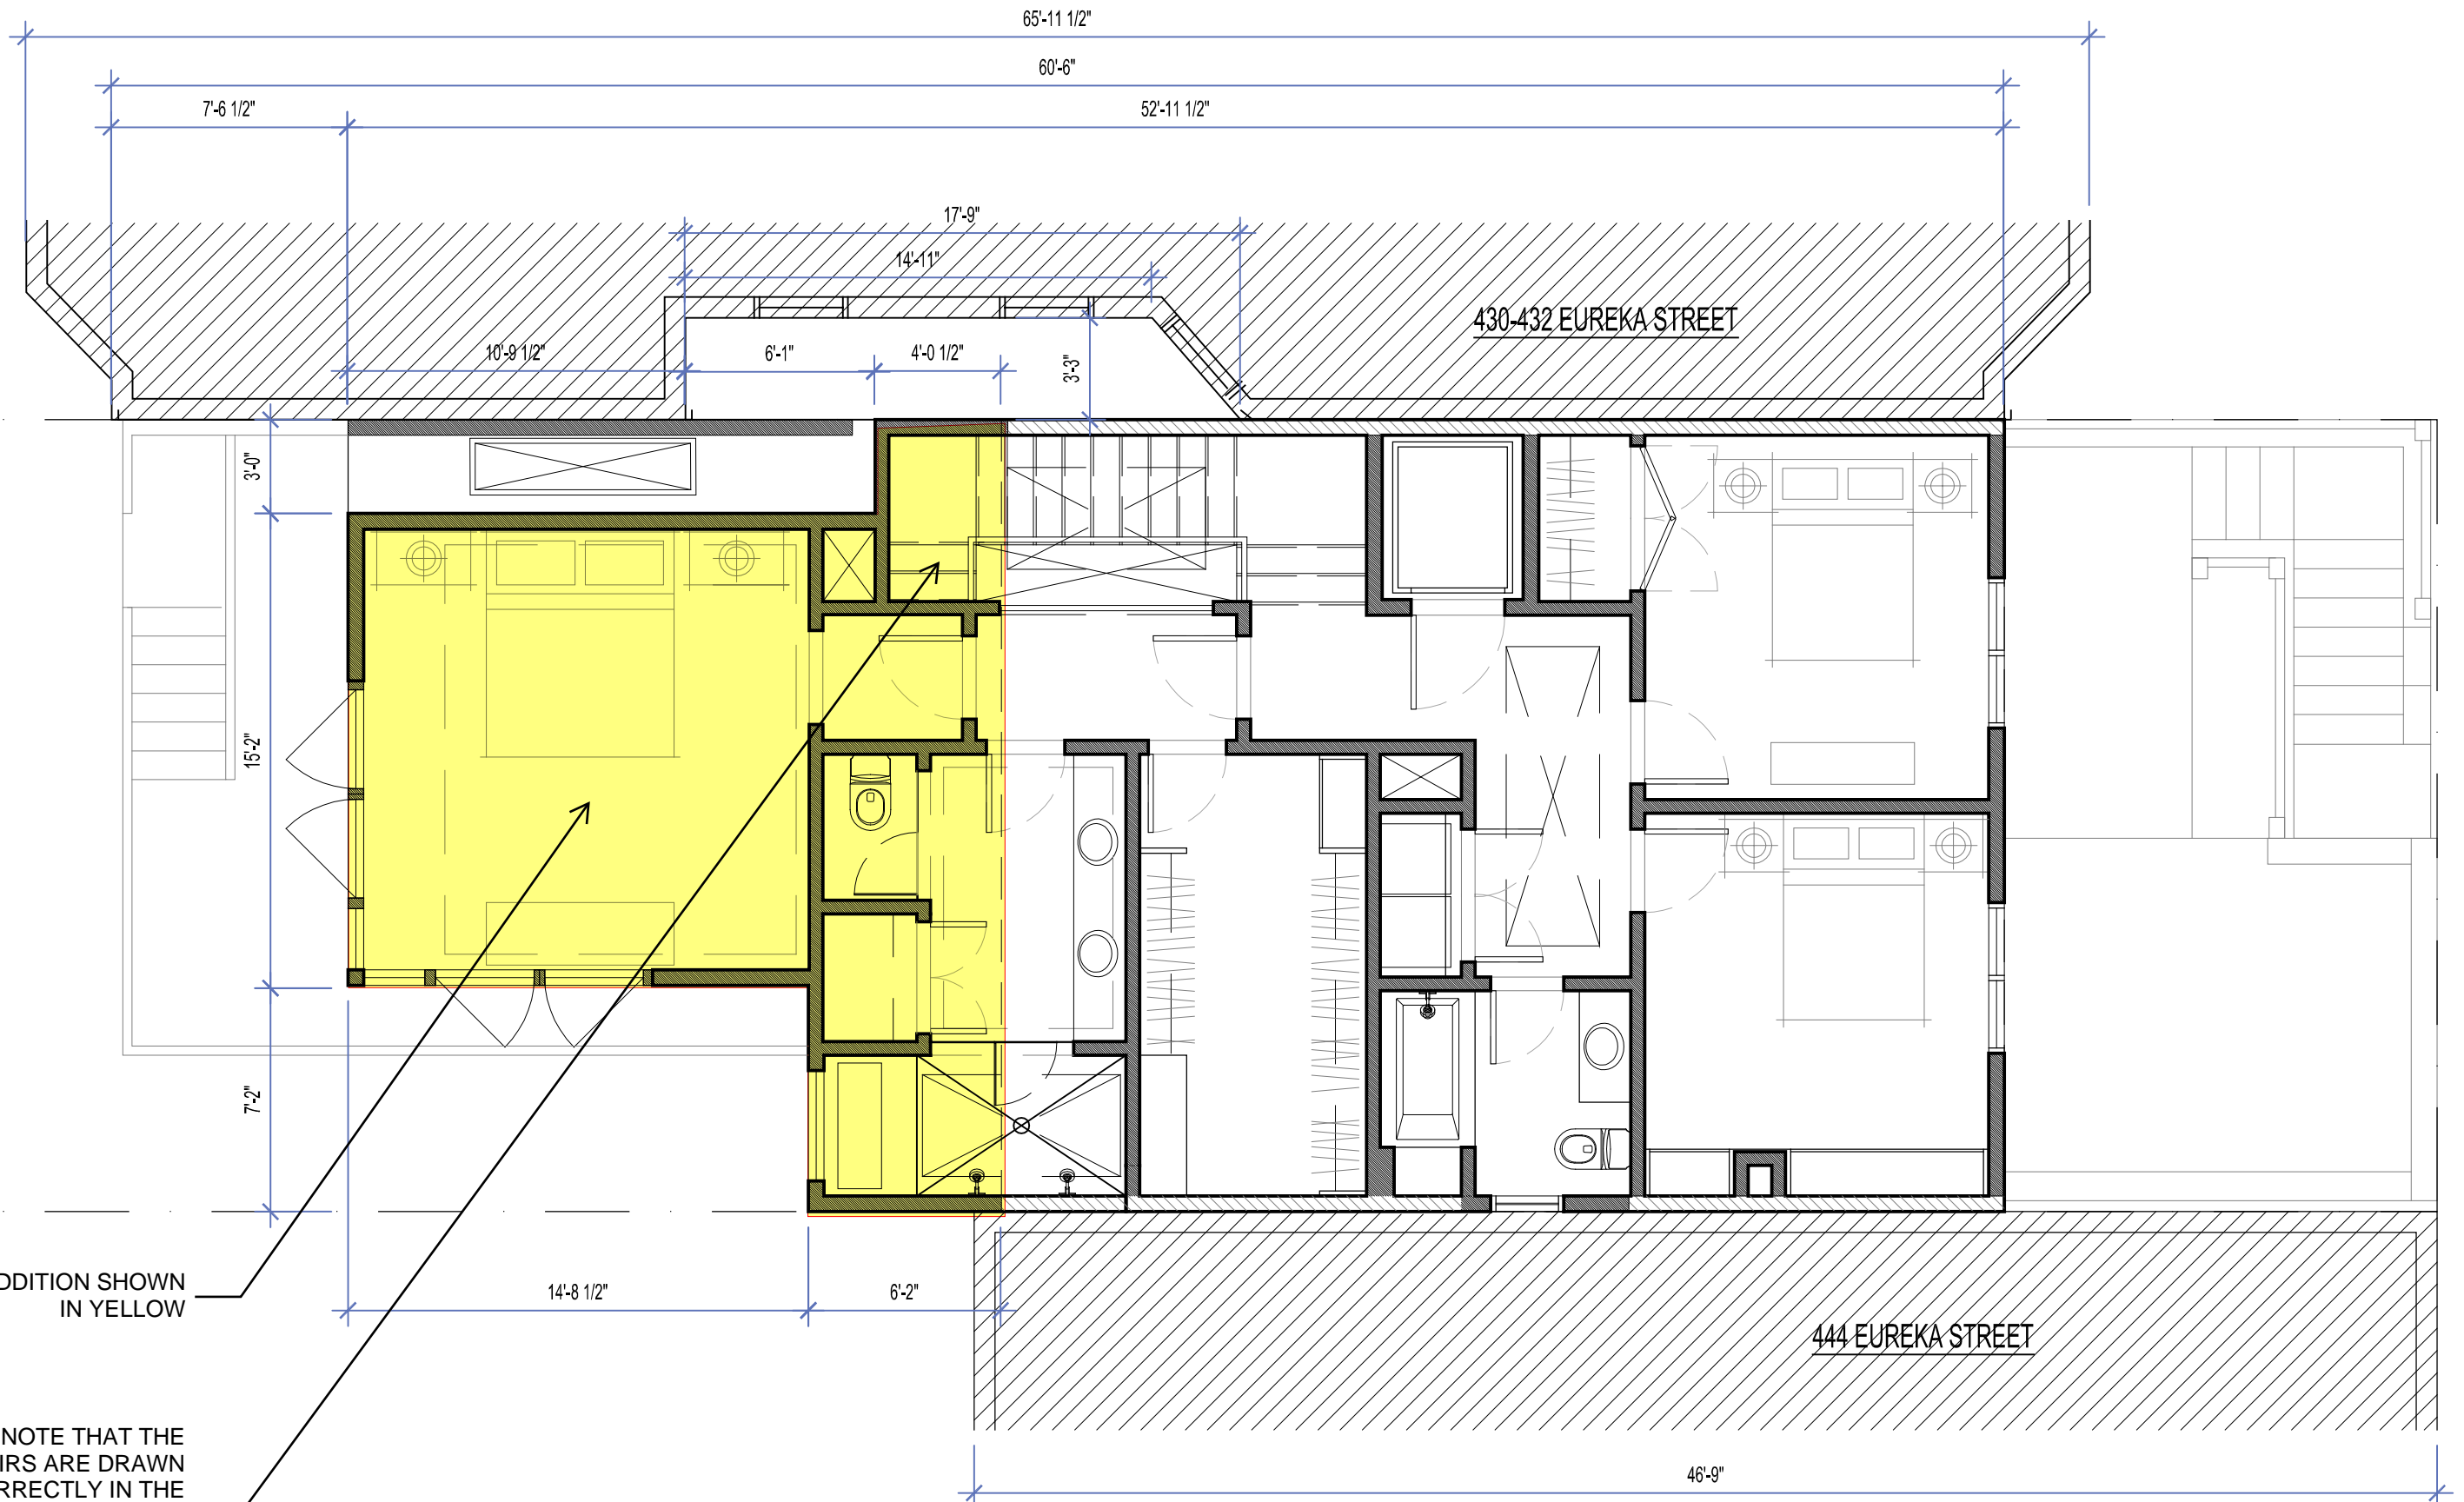 65'-11 1/2"
60'-6"
7'-6 1/2"
52'-11 1/2"
17'-9"
14'-11"
430-432 EUREKA STREET
10'-9 1/2"
6'-1"
4'-0 1/2"
3'-3"
3'-0"
15'-2"
7'-2"
14'-8 1/2"
6'-2"
DDITION SHOWN
IN YELLOW
444 EUREKA STREET
NOTE THAT THE
IRS ARE DRAWN
ORRECTLY IN THE
46'-9"